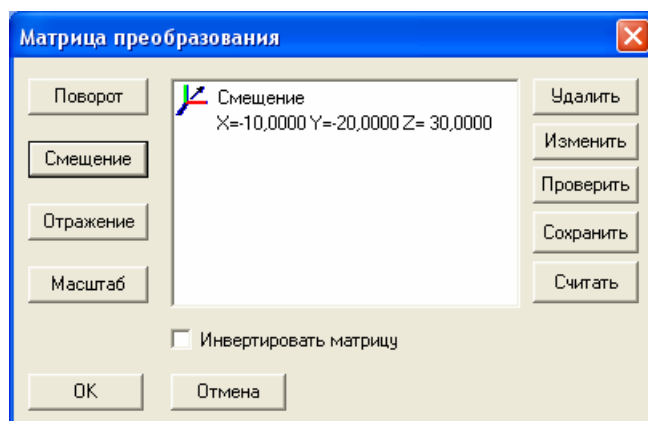 Матрица преобразования
Поворот
Смещение
Отражение
Масштаб
Смещение
X=-10,0000 Y=-20,0000 Z= 30,0000
Удалить
Изменить
Проверить
Сохранить
Считать
Инвертировать матрицу
OK
Отмена